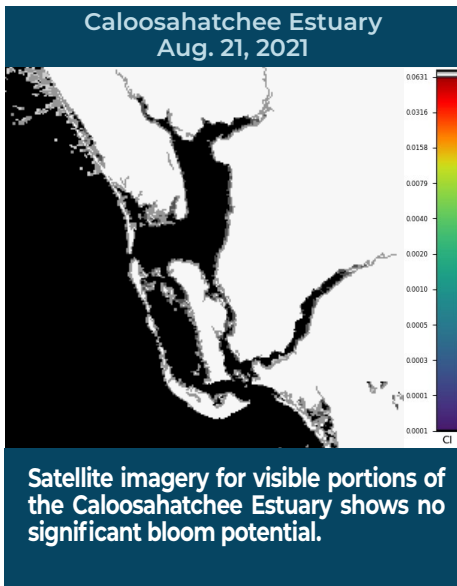 Caloosahatchee Estuary
Aug. 21, 2021
0.0631
0.0316
0.0158
0.0079
0.0040
0.0020
0.0010
0.0005
0.0003
0.0001
0.0001
CI
Satellite imagery for visible portions of
the Caloosahatchee Estuary shows no
significant bloom potential.